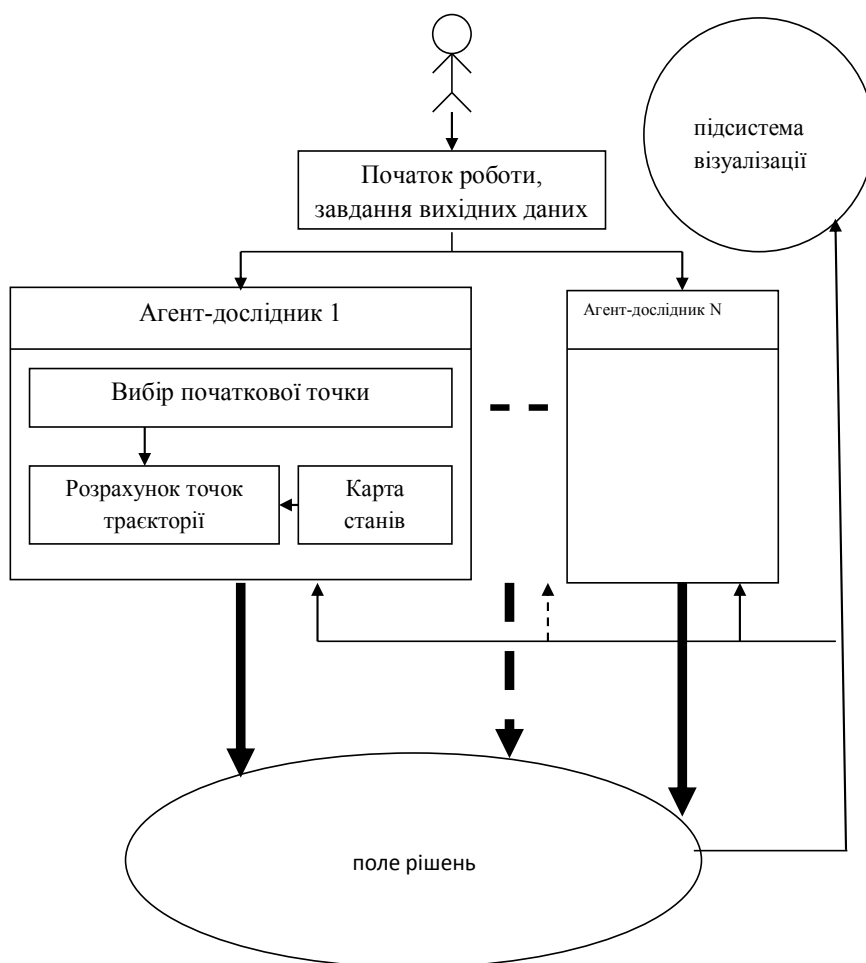 підсистема
візуалізації
Початок роботи,
завдання вихідних даних
Агент-дослідник 1
Агент-дослідник N
Вибір початкової точки
Розрахунок точок
траєкторії
Карта
станів
поле рішень